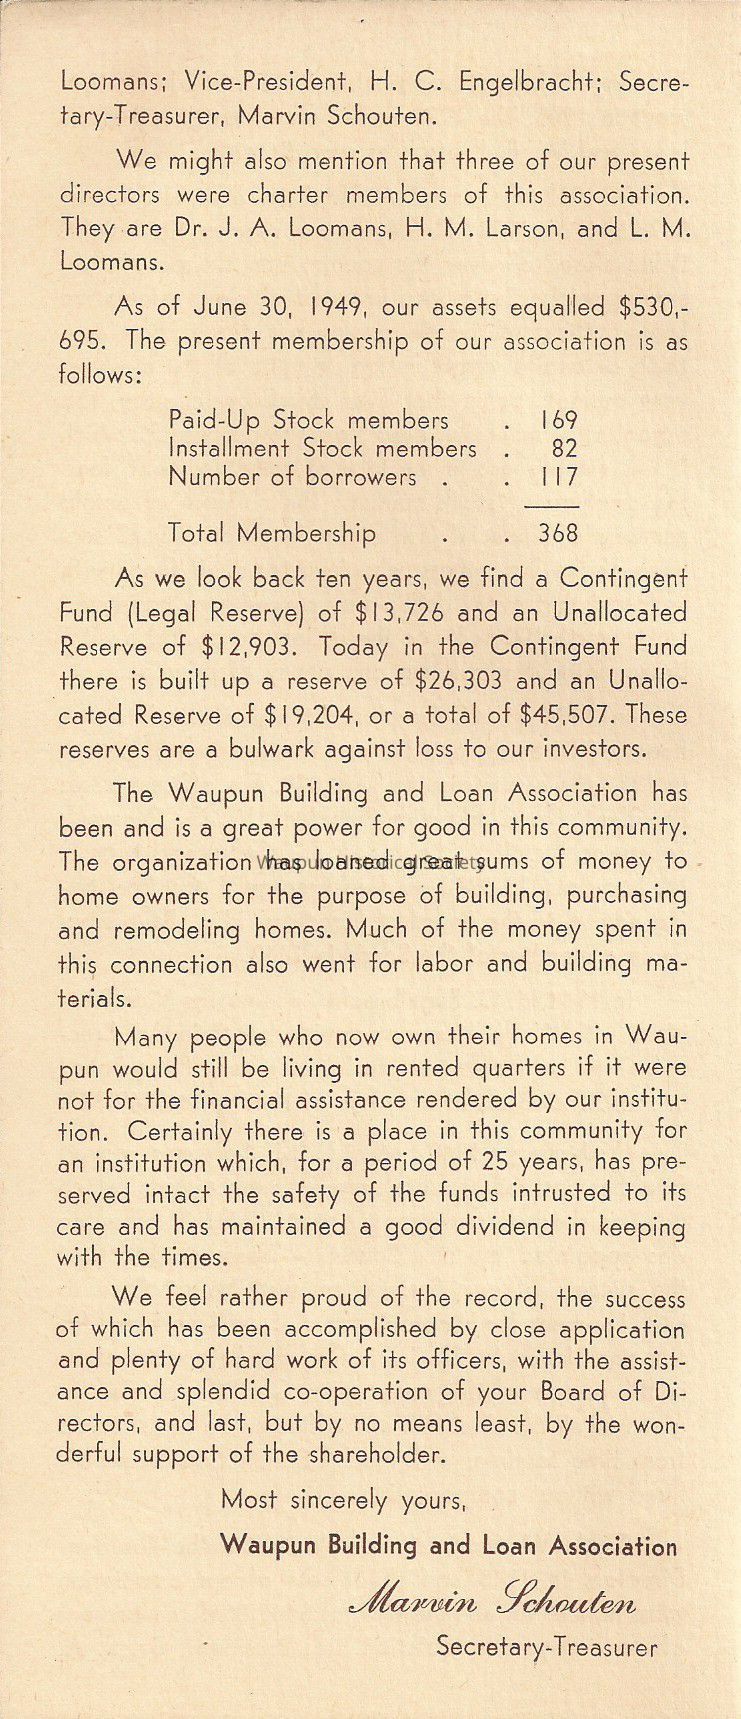 Loomans; Vice-President, H. C. Engelbracht; Secre-
tary-Treasurer, Marvin Schouten.
We might also mention that three of our present
directors were charter members of this association.
They are Dr. J. A. Loomans, H. M. Larson, and L. M.
Loomans.
As of June 30, 1949, our assets equalled $530,-
695. The present membership of our association is as
follows:
Paid-Up Stock members . 169
Installment Stock members . 82
Number of borrowers . . 117
Total Membership . . 368
As we look back ten years, we find a Contingent
Fund (Legal Reserve) of $13,726 and an Unallocated
Reserve of $12,903. Today in the Contingent Fund
there is built up a reserve of $26,303 and an Unallo-
cated Reserve of $19,204, or a total of $45,507. These
reserves are a bulwark against loss to our investors.
The Waupun Building and Loan Association has
been and is a great power for good in this community.
The organization has loaned great sums of money to
Waupun Historical Society
home owners for the purpose of building, purchasing
and remodeling homes. Much of the money spent in
this connection also went for labor and building ma-
terials.
Many people who now own their homes in Wau-
pun would still be living in rented quarters if it were
not for the financial assistance rendered by our institu-
tion. Certainly there is a place in this community for
an institution which, for a period of 25 years, has pre-
served intact the safety of the funds intrusted to its
care and has maintained a good dividend in keeping
with the times.
We feel rather proud of the record, the success
of which has been accomplished by close application
and plenty of hard work of its officers, with the assist-
ance and splendid co-operation of your Board of Di-
rectors, and last, but by no means least, by the won-
derful support of the shareholder.
Most sincerely yours,
Waupun Building and Loan Association
Marvin Schouten
Secretary-Treasurer